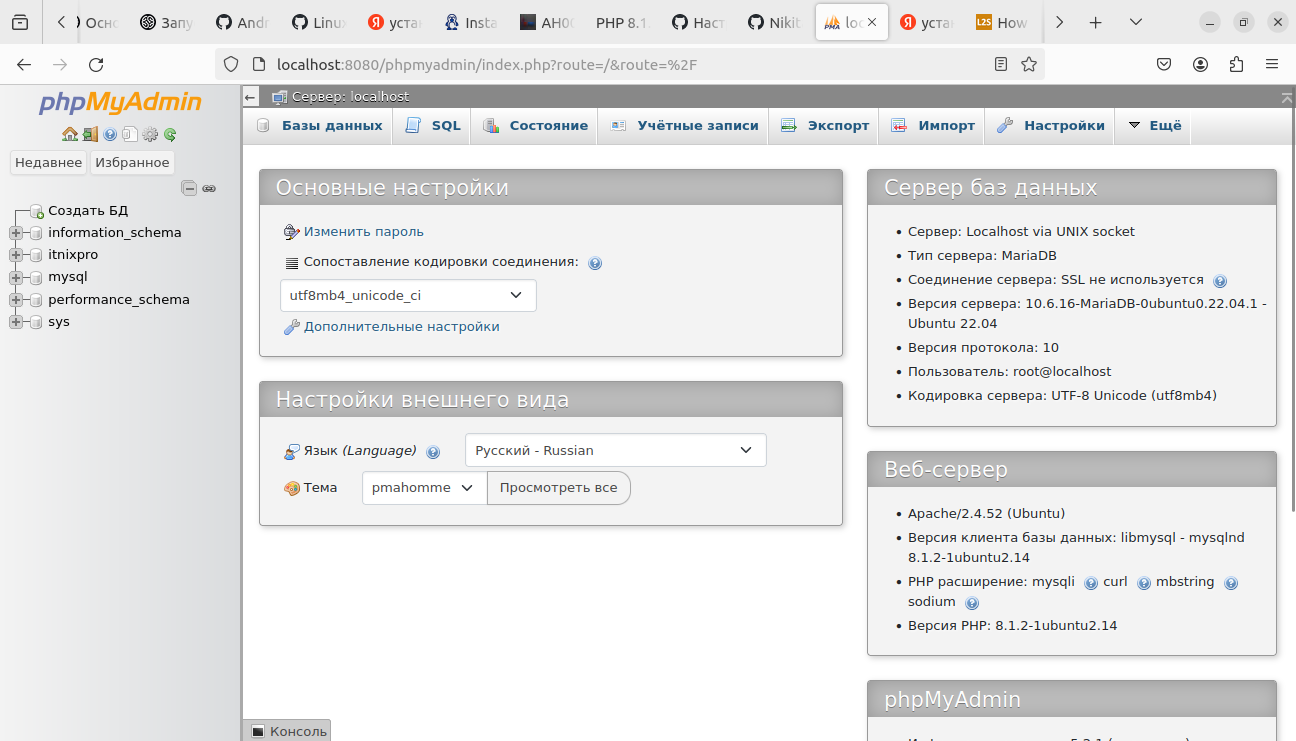 Осно
Запу
Andr
Linu
уста
Insta
AH00
PHP 8.1.
Наст
Nikit
loc
уста
L2S
How
localhost:8080/phpmyadmin/index.php?route=/&route=%2F
phpMyAdmin
Недавнее
Избранное
Создать БД
information_schema
itnixpro
mysql
performance_schema
sys
Сервер: localhost
Базы данных
SQL
Состояние
Учётные записи
Экспорт
Импорт
Настройки
Ещё
Основные настройки
Изменить пароль
Сопоставление кодировки соединения:
utf8mb4_unicode_ci
Дополнительные настройки
Настройки внешнего вида
Язык (Language)
Русский - Russian
Тема
pmahomme
Просмотреть все
Сервер баз данных
• Сервер: Localhost via UNIX socket
• Тип сервера: MariaDB
• Соединение сервера: SSL не используется
• Версия сервера: 10.6.16-MariaDB-0ubuntu0.22.04.1 -
Ubuntu 22.04
• Версия протокола: 10
• Пользователь: root@localhost
• Кодировка сервера: UTF-8 Unicode (utf8mb4)
Веб-сервер
• Apache/2.4.52 (Ubuntu)
• Версия клиента базы данных: libmysql - mysqlnd
8.1.2-1ubuntu2.14
• PHP расширение: mysqli curl mbstring
sodium
• Версия PHP: 8.1.2-1ubuntu2.14
phpMyAdmin
Консоль